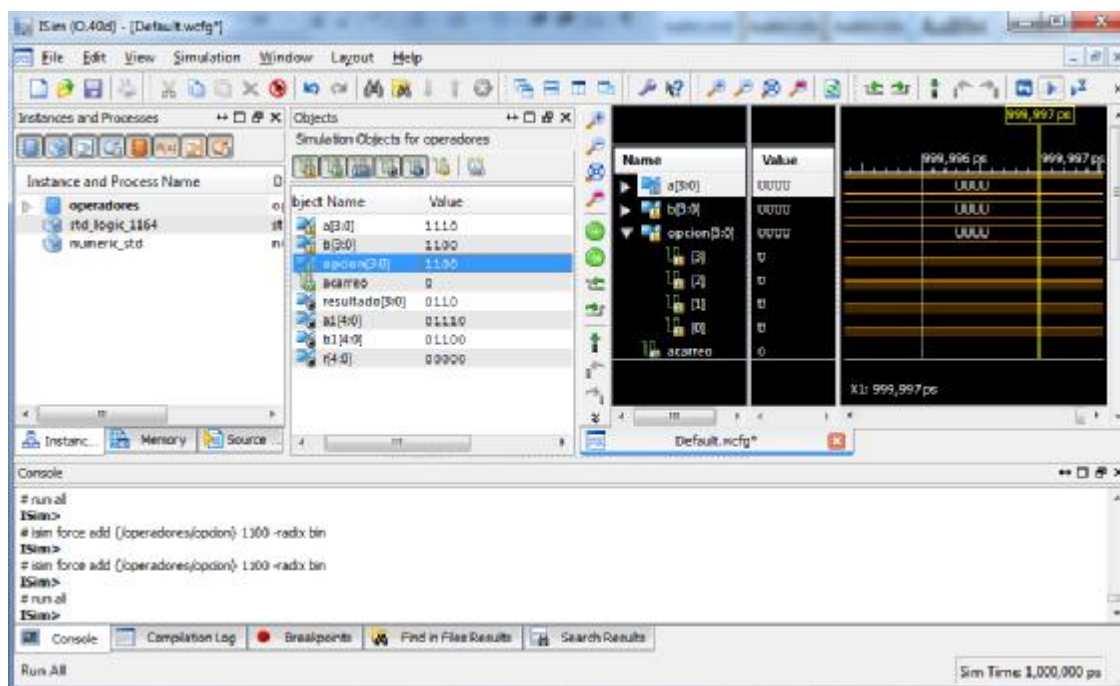 ISim (O.40d) - [Default.wcfg*]
File Edit View Simulation Window Layout Help
Instances and Processes
Instance and Process Name
operadores
std_logic_1164
numeric_std
Instanc...
Memory
Source ...
Objects
Simulation Objects for operadores
bject Name Value
a[3:0] 1110
b[3:0] 1100
opcion[3:0] 1100
acarreo 0
resultado[3:0] 0110
a1[4:0] 01110
b1[4:0] 01100
r[4:0] 00000
Name Value
a[3:0] UUUU
b[3:0] UUUU
opcion[3:0] UUUU
[3] U
[2] U
[1] U
[0] U
acarreo 0
999,997 ps
999,996 ps 999,997 ps
UUUU
UUUU
UUUU
X1: 999,997 ps
Default.wcfg*
Console
# run all
ISim>
# isim force add {/operadores/opcion} 1100 -radix bin
ISim>
# isim force add {/operadores/opcion} 1100 -radix bin
ISim>
# run all
ISim>
Console Compilation Log Breakpoints Find in Files Results Search Results
Run All Sim Time: 1,000,000 ps